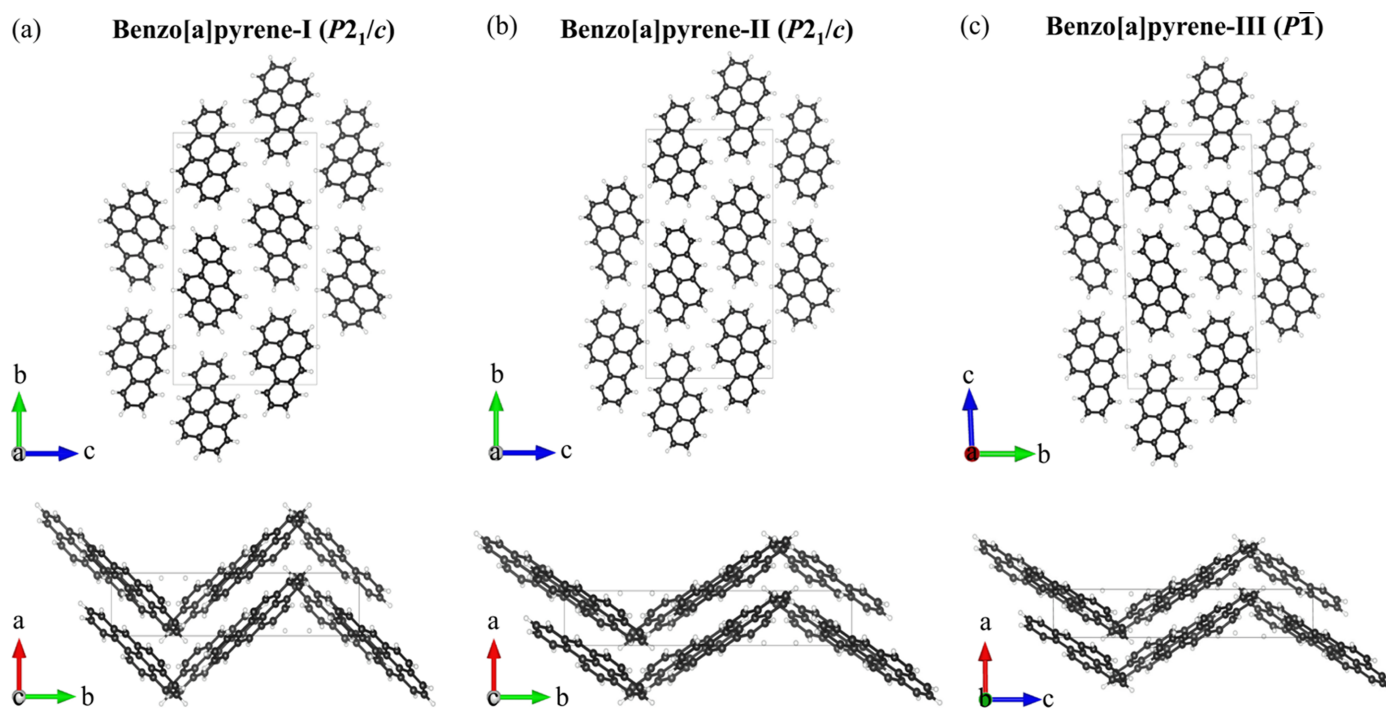 (a) Benzo[a]pyrene-I (P2₁/c)
(b) Benzo[a]pyrene-II (P2₁/c)
(c) Benzo[a]pyrene-III (P1̅)
b
a
c
b
a
c
c
a
b
a
c
b
a
c
b
a
b
c